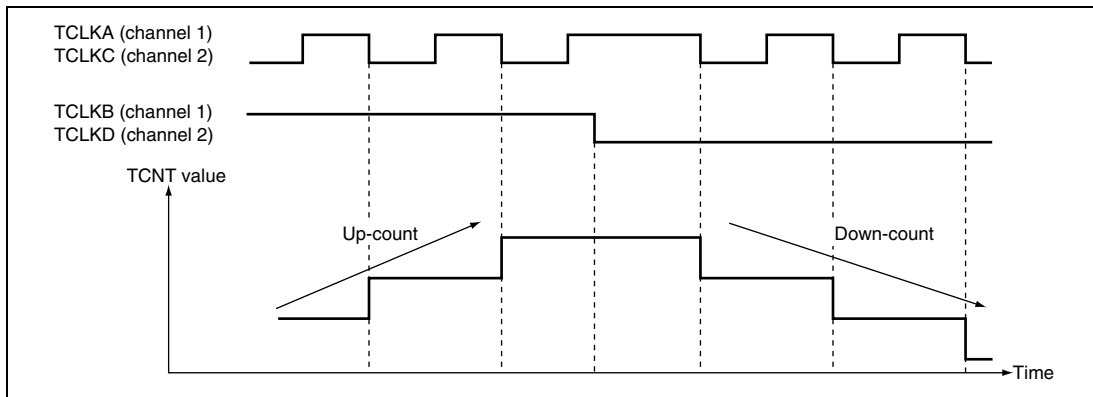 TCLKA (channel 1)
TCLKC (channel 2)
TCLKB (channel 1)
TCLKD (channel 2)
TCNT value
Up-count
Down-count
Time